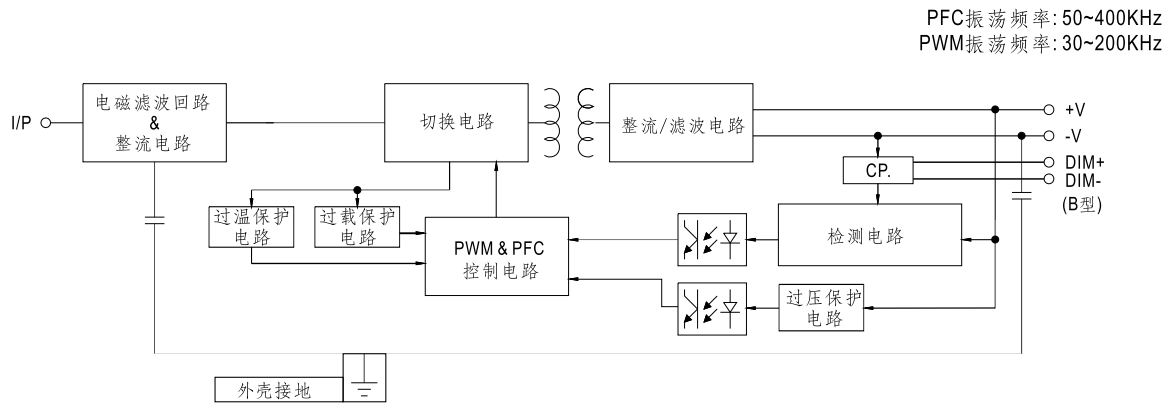 PFC振荡频率: 50~400KHz
PWM振荡频率: 30~200KHz
I/P
电磁滤波回路
&
整流电路
切换电路
整流/滤波电路
+V
-V
CP.
DIM+
DIM-
(B型)
过温保护
电路
过载保护
电路
PWM & PFC
控制电路
检测电路
过压保护
电路
外壳接地